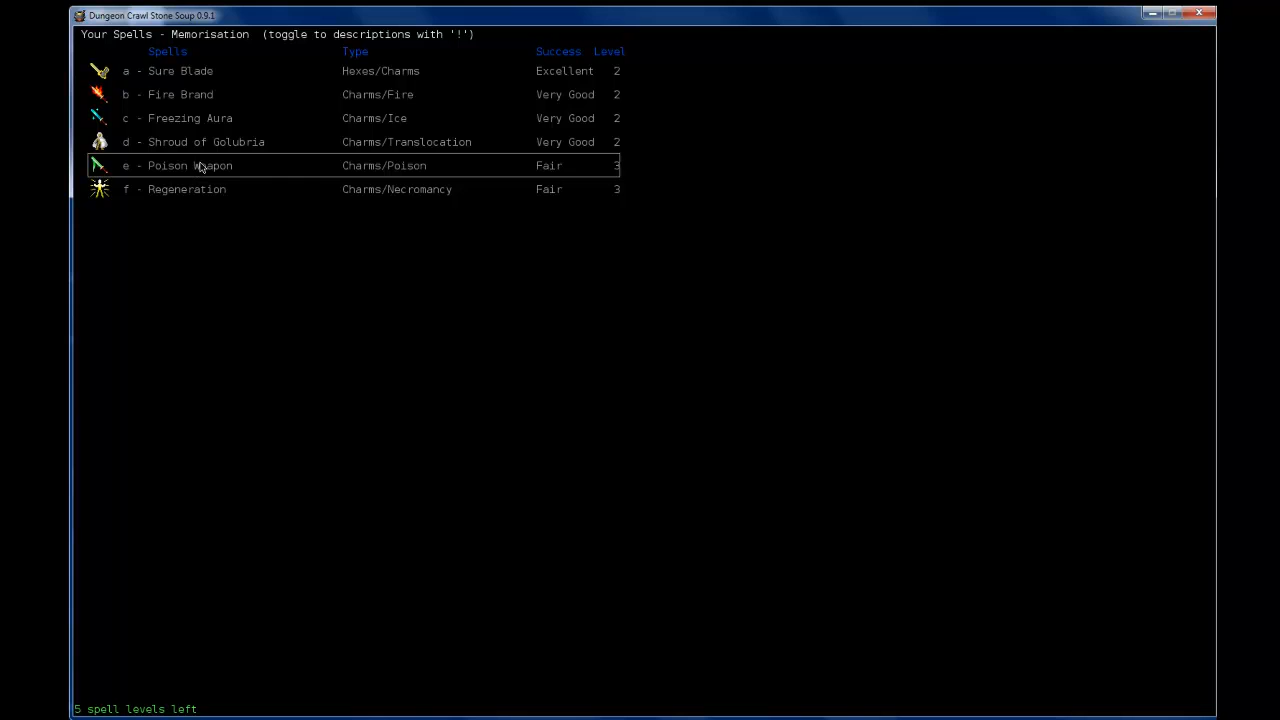 Dungeon Crawl Stone Soup 0.9.1
Your Spells - Memorisation (toggle to descriptions with '!')
Spells Type Success Level
a - Sure Blade Hexes/Charms Excellent 2
b - Fire Brand Charms/Fire Very Good 2
c - Freezing Aura Charms/Ice Very Good 2
d - Shroud of Golubria Charms/Translocation Very Good 2
e - Poison Weapon Charms/Poison Fair 3
f - Regeneration Charms/Necromancy Fair 3
5 spell levels left